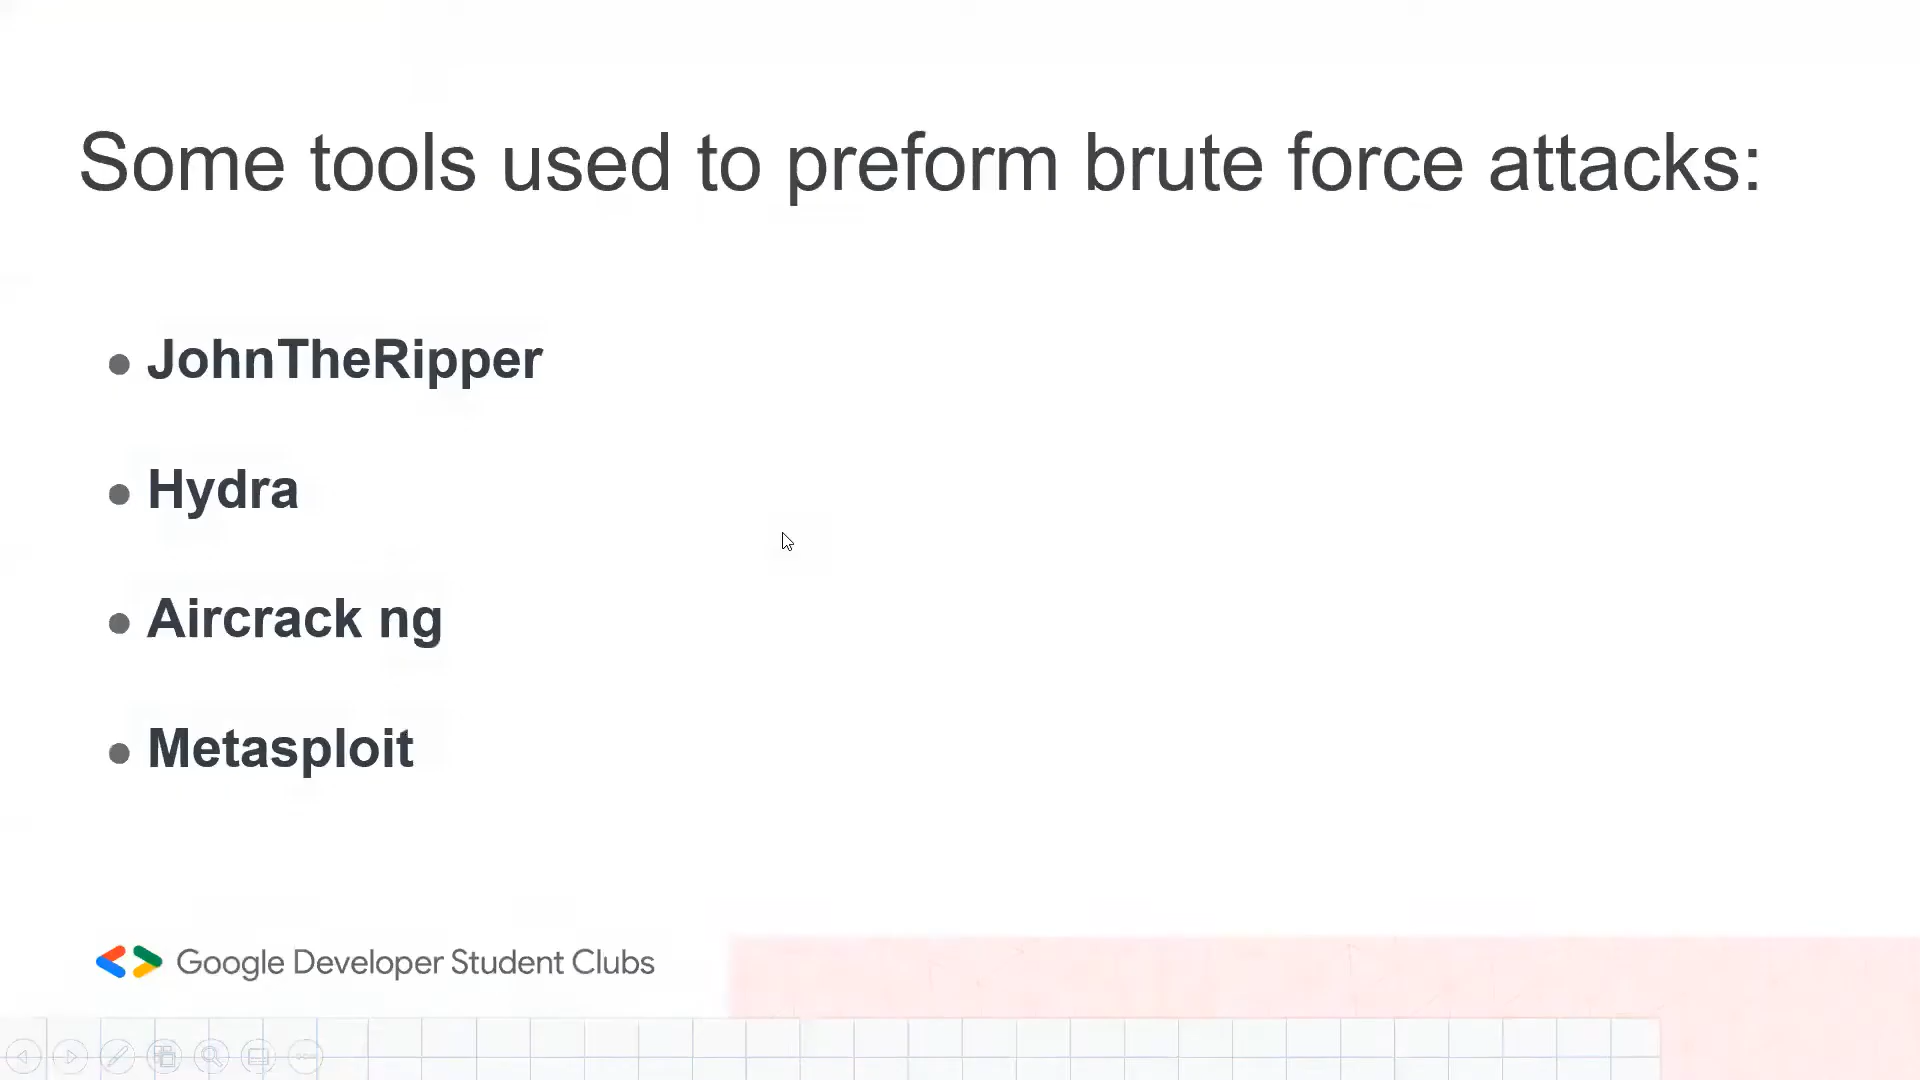 Some tools used to preform brute force attacks:
● JohnTheRipper
● Hydra
● Aircrack ng
● Metasploit
Google Developer Student Clubs